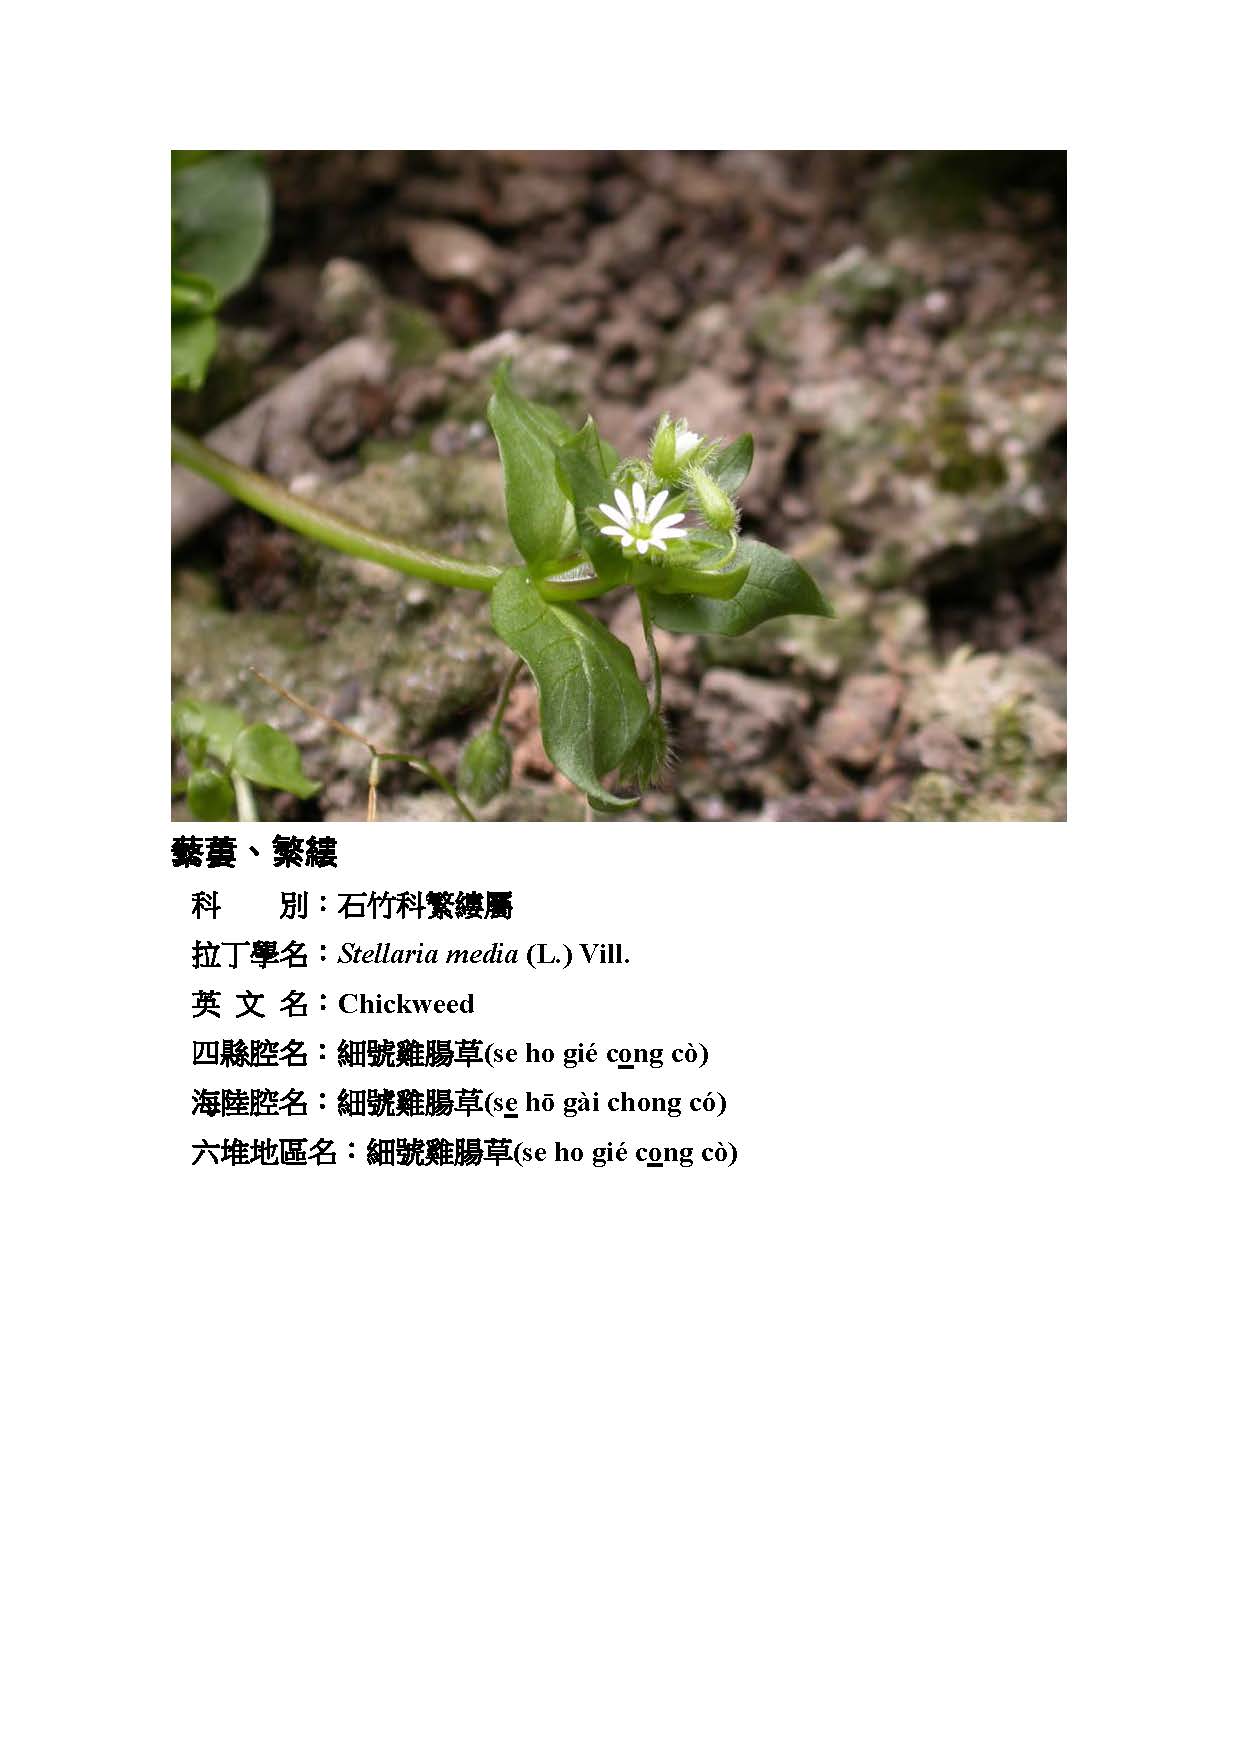 蘩蔞、繁縷
科　　別：石竹科繁縷屬
拉丁學名：Stellaria media (L.) Vill.
英 文 名：Chickweed
四縣腔名：細號雞腸草(se ho gié cong cò)
海陸腔名：細號雞腸草(se hō gài chong có)
六堆地區名：細號雞腸草(se ho gié cong cò)